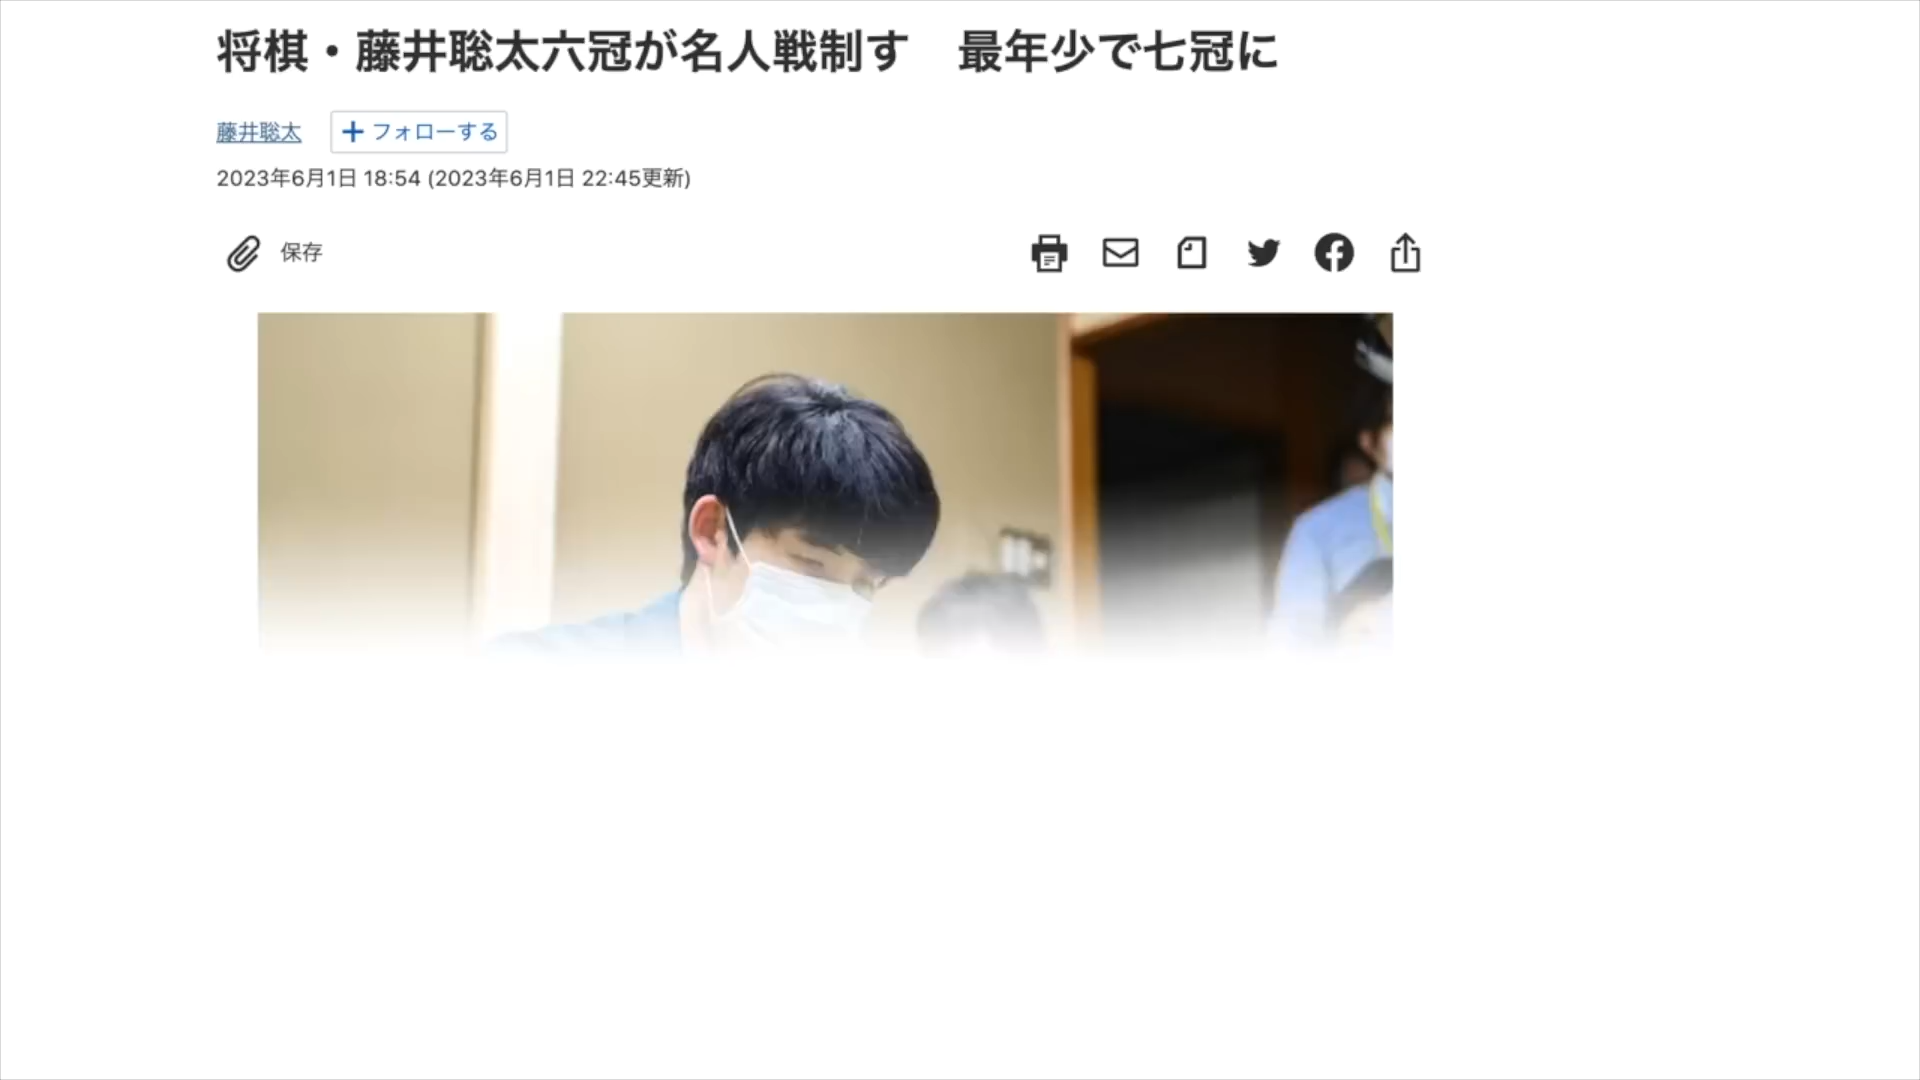 将棋・藤井聡太六冠が名人戦制す　最年少で七冠に
藤井聡太
フォローする
2023年6月1日 18:54 (2023年6月1日 22:45更新)
保存